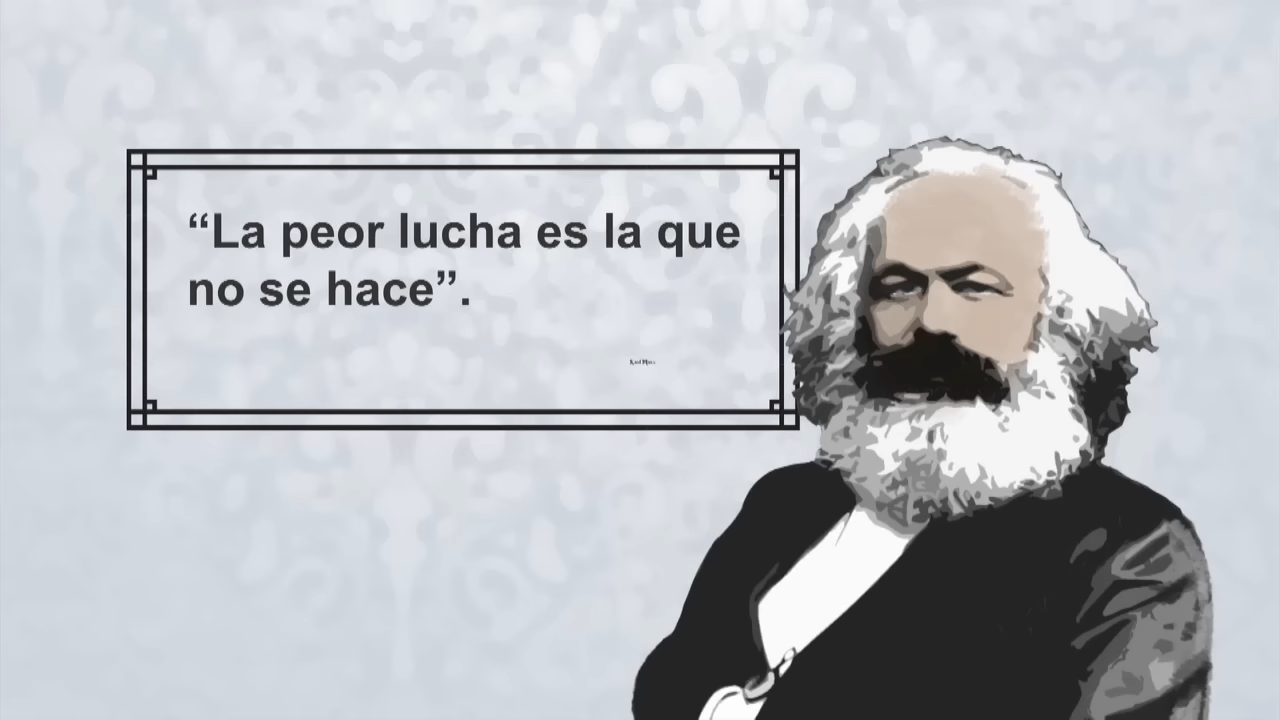 “La peor lucha es la que
no se hace”.